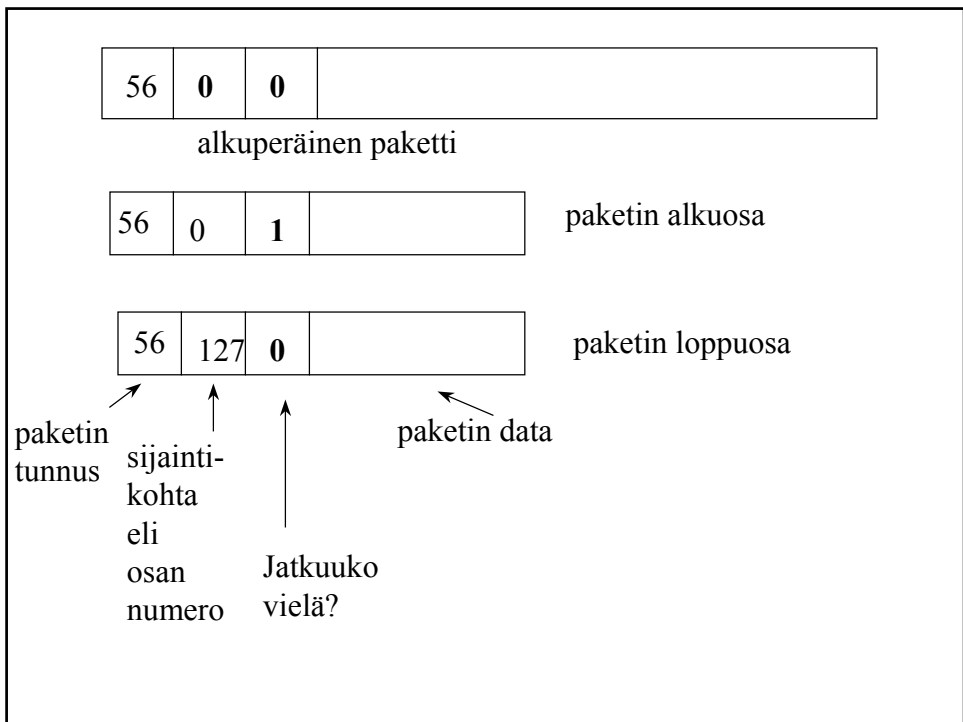 56 0 0
alkuperäinen paketti
56 0 1
paketin alkuosa
56 127 0
paketin loppuosa
paketin
tunnus
sijainti-
kohta
eli
osan
numero
Jatkuuko
vielä?
paketin data